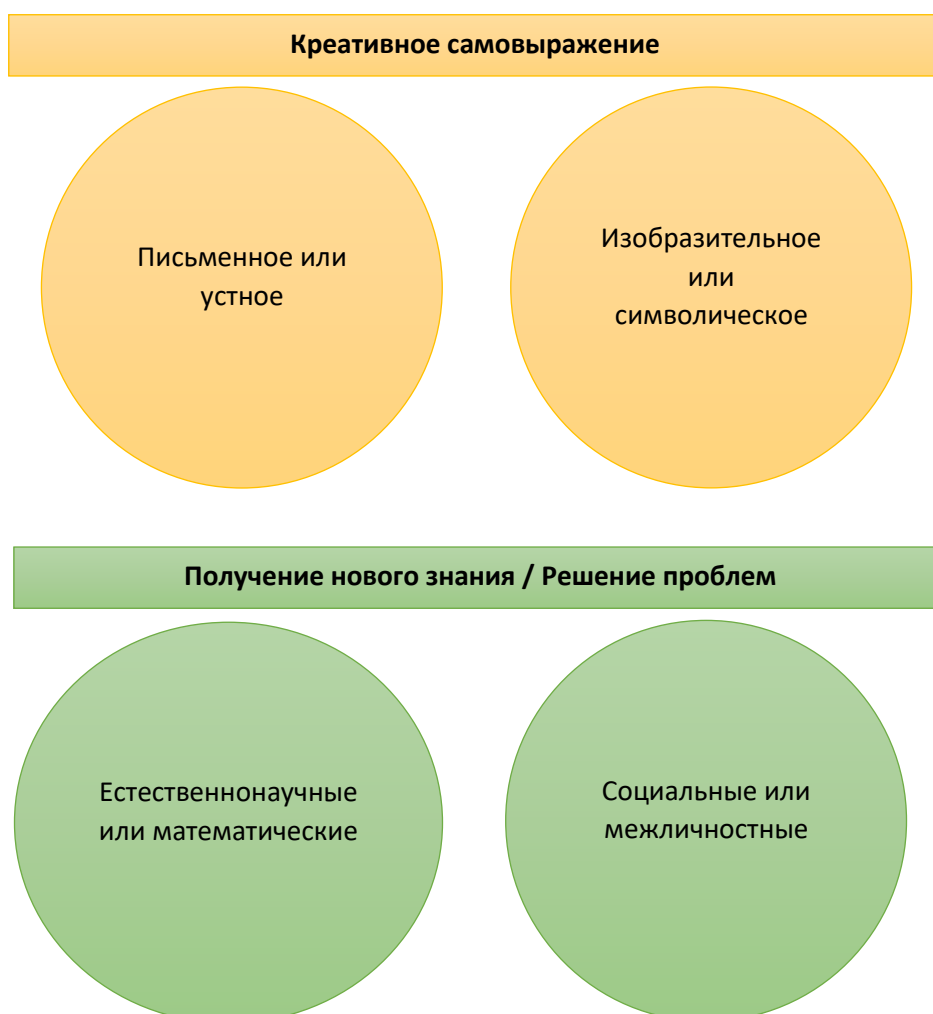 Креативное самовыражение
Письменное или
устное
Изобразительное
или
символическое
Получение нового знания / Решение проблем
Естественнонаучные
или математические
Социальные или
межличностные